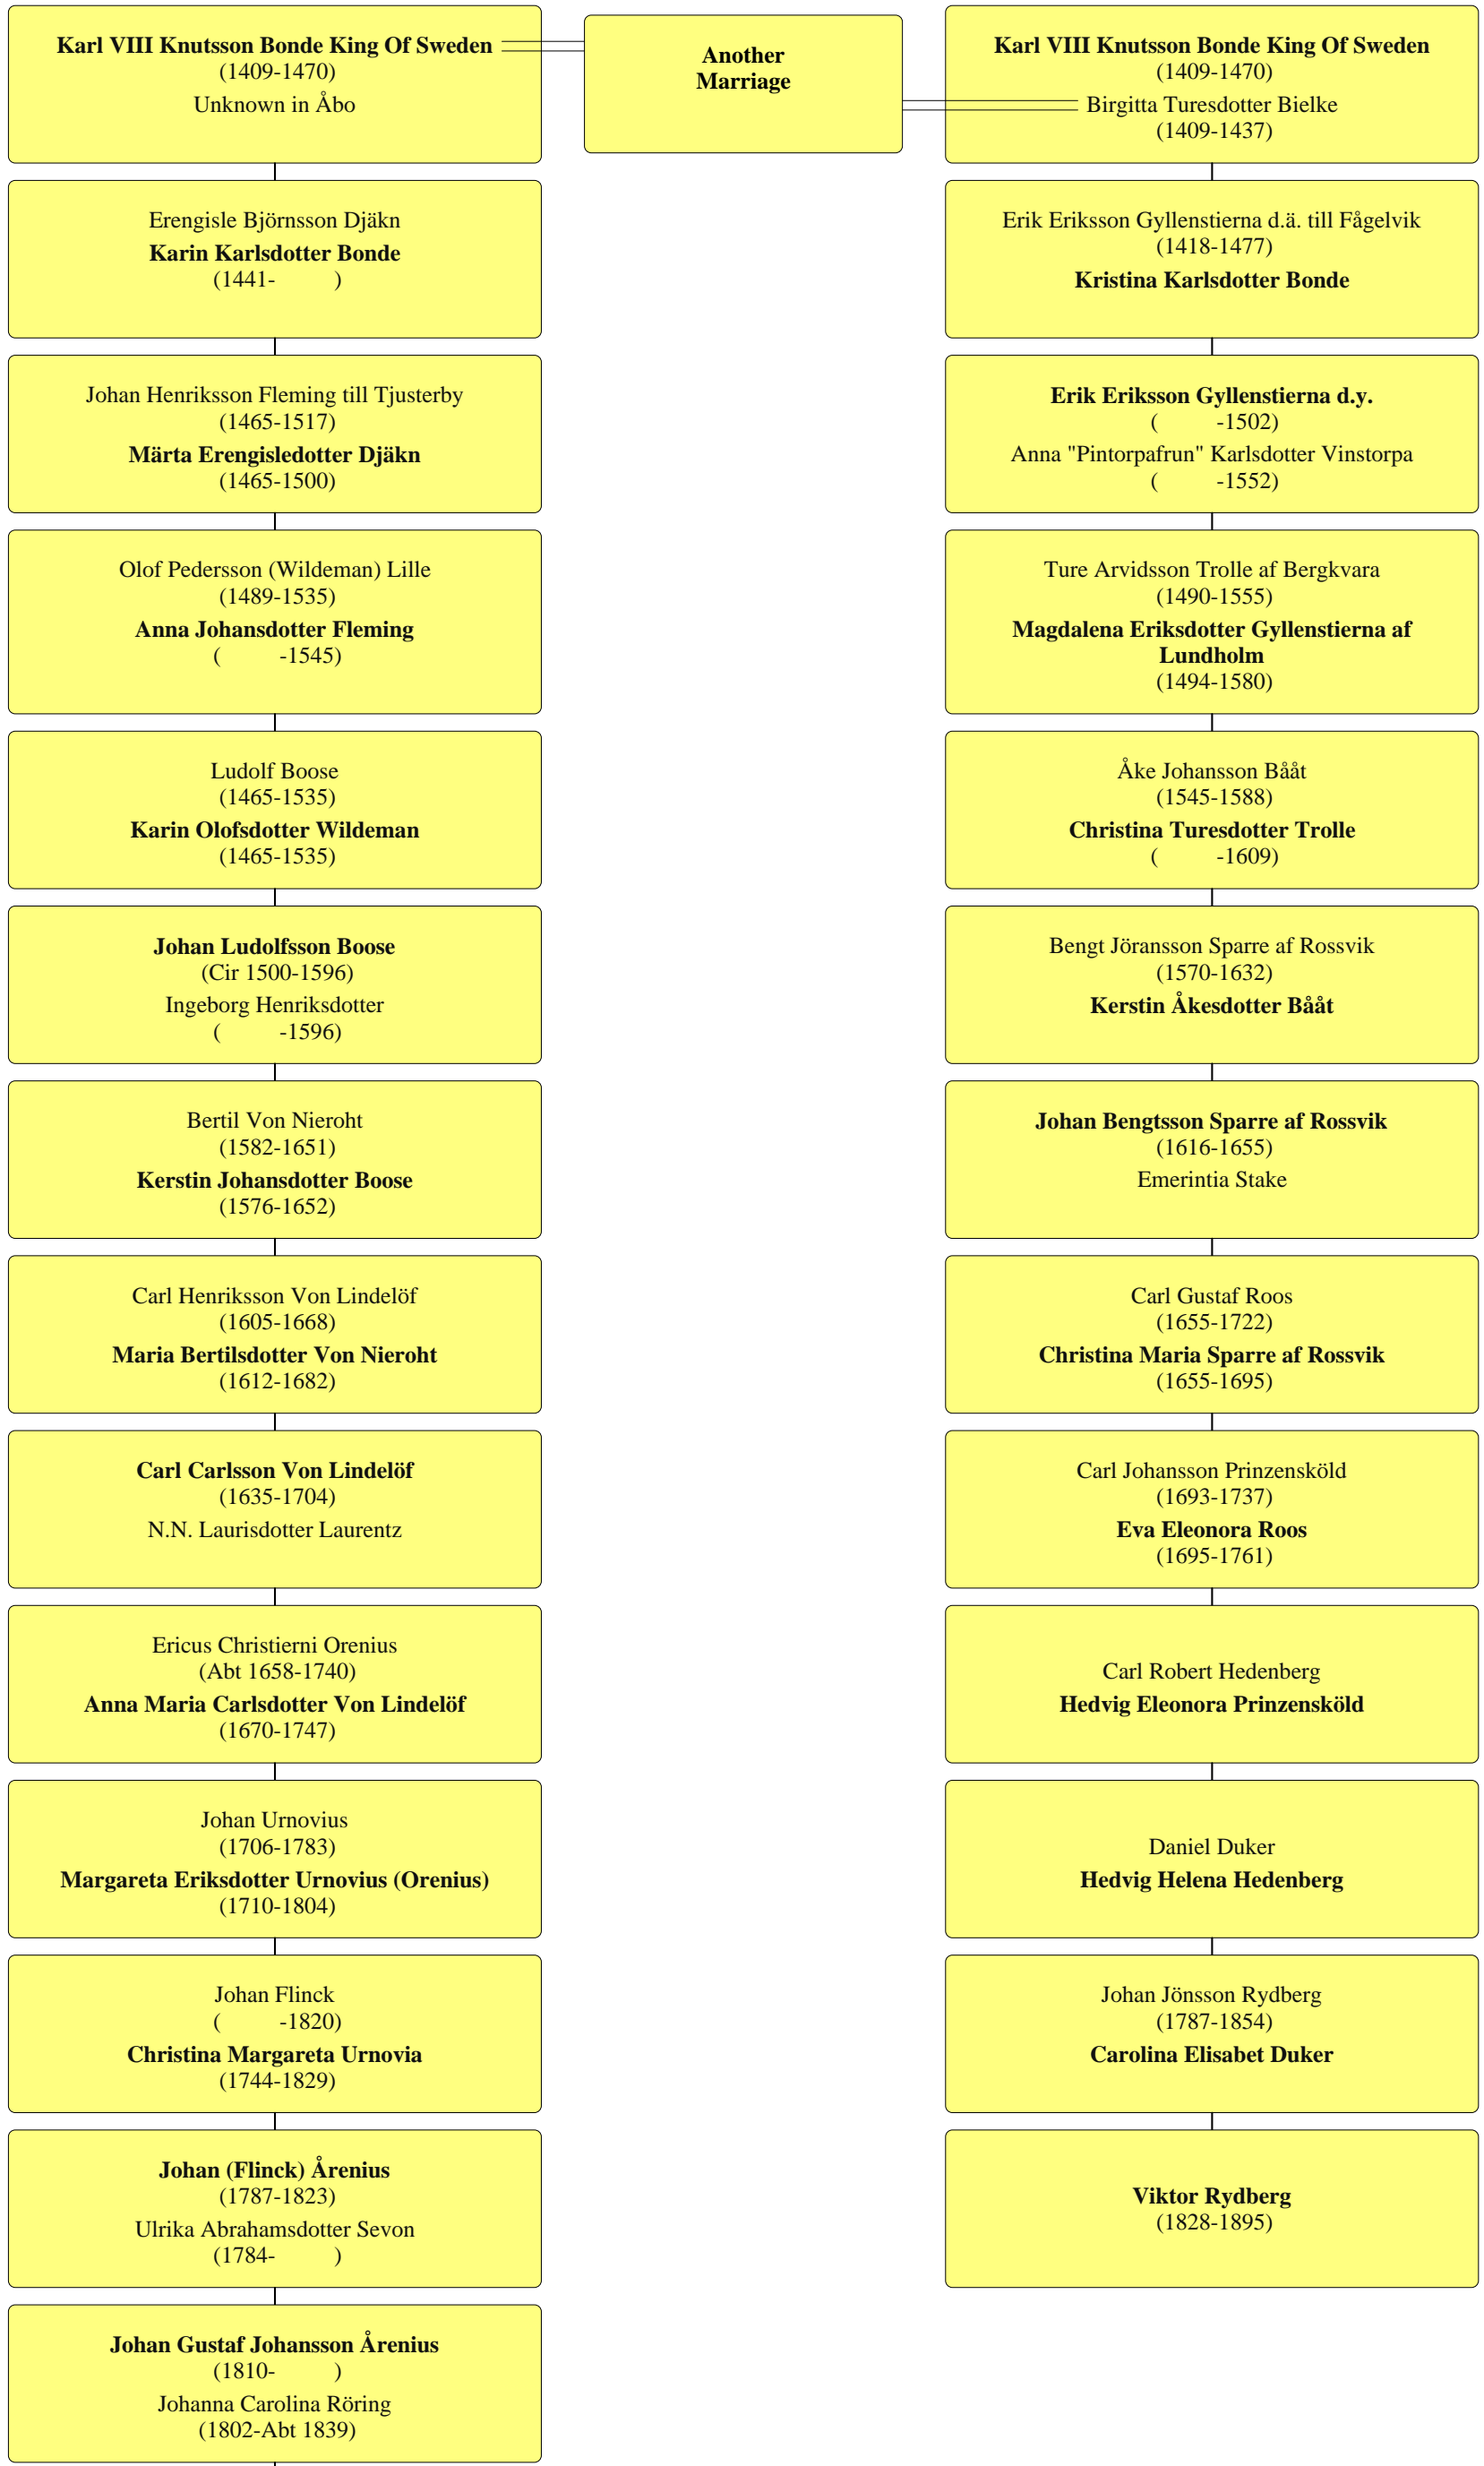 Karl VIII Knutsson Bonde King Of Sweden
(1409-1470)
Unknown in Åbo
Another
Marriage
Karl VIII Knutsson Bonde King Of Sweden
(1409-1470)
Birgitta Turesdotter Bielke
(1409-1437)
Erengisle Björnsson Djäkn
Karin Karlsdotter Bonde
(1441- )
Erik Eriksson Gyllenstierna d.ä. till Fågelvik
(1418-1477)
Kristina Karlsdotter Bonde
Johan Henriksson Fleming till Tjusterby
(1465-1517)
Märta Erengisledotter Djäkn
(1465-1500)
Erik Eriksson Gyllenstierna d.y.
( -1502)
Anna "Pintorpafrun" Karlsdotter Vinstorpa
( -1552)
Olof Pedersson (Wildeman) Lille
(1489-1535)
Anna Johansdotter Fleming
( -1545)
Ture Arvidsson Trolle af Bergkvara
(1490-1555)
Magdalena Eriksdotter Gyllenstierna af
Lundholm
(1494-1580)
Ludolf Boose
(1465-1535)
Karin Olofsdotter Wildeman
(1465-1535)
Åke Johansson Bååt
(1545-1588)
Christina Turesdotter Trolle
( -1609)
Johan Ludolfsson Boose
(Cir 1500-1596)
Ingeborg Henriksdotter
( -1596)
Bengt Jöransson Sparre af Rossvik
(1570-1632)
Kerstin Åkesdotter Bååt
Bertil Von Nieroht
(1582-1651)
Kerstin Johansdotter Boose
(1576-1652)
Johan Bengtsson Sparre af Rossvik
(1616-1655)
Emerintia Stake
Carl Henriksson Von Lindelöf
(1605-1668)
Maria Bertilsdotter Von Nieroht
(1612-1682)
Carl Gustaf Roos
(1655-1722)
Christina Maria Sparre af Rossvik
(1655-1695)
Carl Carlsson Von Lindelöf
(1635-1704)
N.N. Laurisdotter Laurentz
Carl Johansson Prinzensköld
(1693-1737)
Eva Eleonora Roos
(1695-1761)
Ericus Christierni Orenius
(Abt 1658-1740)
Anna Maria Carlsdotter Von Lindelöf
(1670-1747)
Carl Robert Hedenberg
Hedvig Eleonora Prinzensköld
Johan Urnovius
(1706-1783)
Margareta Eriksdotter Urnovius (Orenius)
(1710-1804)
Daniel Duker
Hedvig Helena Hedenberg
Johan Flinck
( -1820)
Christina Margareta Urnovia
(1744-1829)
Johan Jönsson Rydberg
(1787-1854)
Carolina Elisabet Duker
Johan (Flinck) Årenius
(1787-1823)
Ulrika Abrahamsdotter Sevon
(1784- )
Viktor Rydberg
(1828-1895)
Johan Gustaf Johansson Årenius
(1810- )
Johanna Carolina Röring
(1802-Abt 1839)